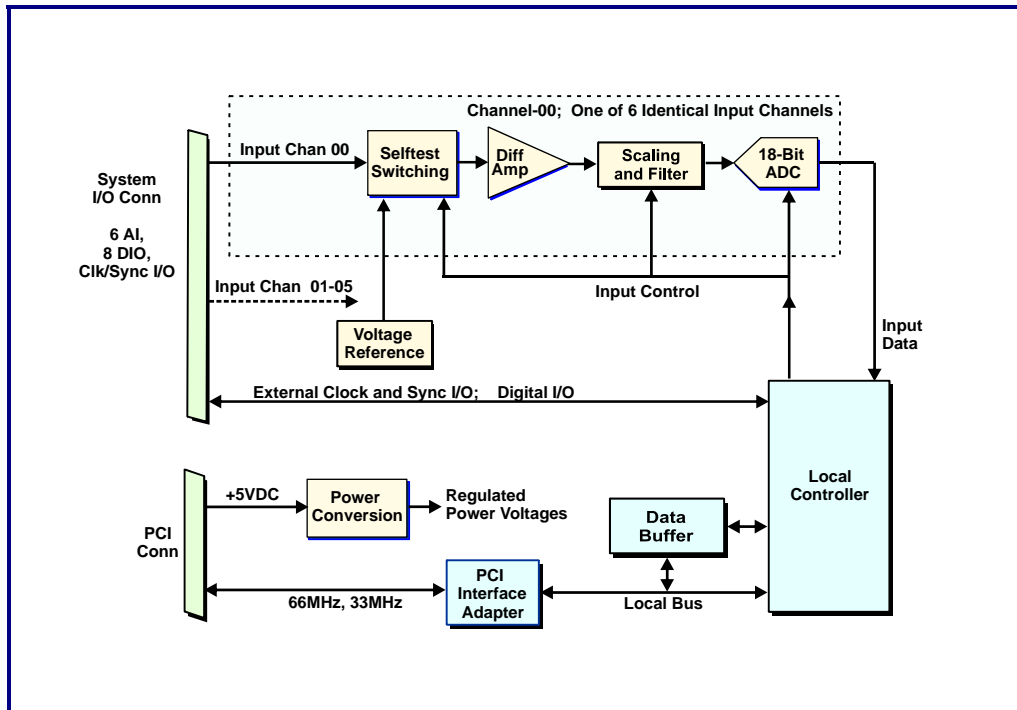 Channel-00;  One of 6 Identical Input Channels
Input Chan 00
Selftest
Switching
Diff
Amp
Scaling
and Filter
18-Bit
ADC
System
I/O Conn
6 AI,
8 DIO,
Clk/Sync I/O
Input Chan  01-05
Input Control
Voltage
Reference
Input
Data
External Clock and Sync I/O;    Digital I/O
Local
Controller
+5VDC
Power
Conversion
Regulated
Power Voltages
Data
Buffer
PCI
Conn
66MHz, 33MHz
PCI
Interface
Adapter
Local Bus